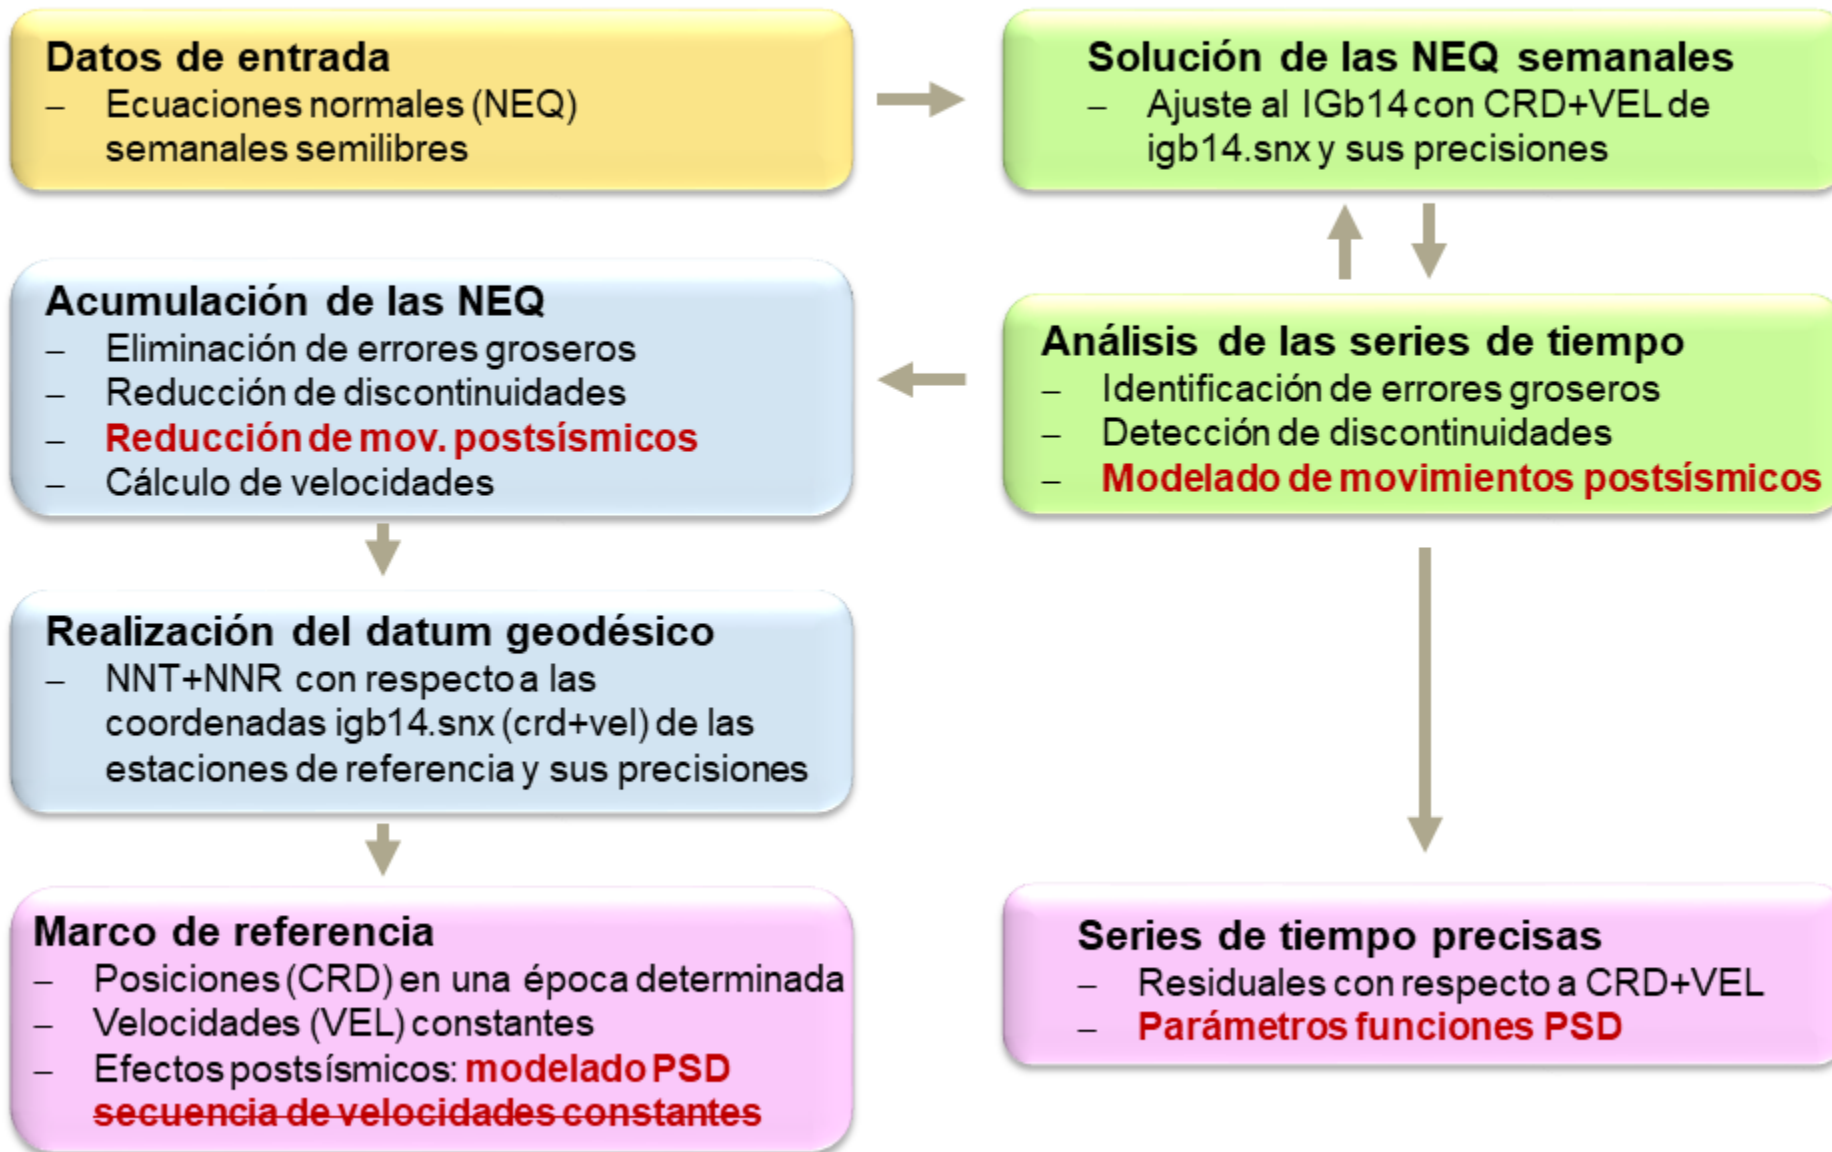 Datos de entrada
– Ecuaciones normales (NEQ)
semanales semilibres
Solución de las NEQ semanales
– Ajuste al IGb14 con CRD+VEL de
igb14.snx y sus precisiones
Acumulación de las NEQ
– Eliminación de errores groseros
– Reducción de discontinuidades
– Reducción de mov. postsísmicos
– Cálculo de velocidades
Análisis de las series de tiempo
– Identificación de errores groseros
– Detección de discontinuidades
– Modelado de movimientos postsísmicos
Realización del datum geodésico
– NNT+NNR con respecto a las
coordenadas igb14.snx (crd+vel) de las
estaciones de referencia y sus precisiones
Marco de referencia
– Posiciones (CRD) en una época determinada
– Velocidades (VEL) constantes
– Efectos postsísmicos: modelado PSD
secuencia de velocidades constantes
Series de tiempo precisas
– Residuales con respecto a CRD+VEL
– Parámetros funciones PSD